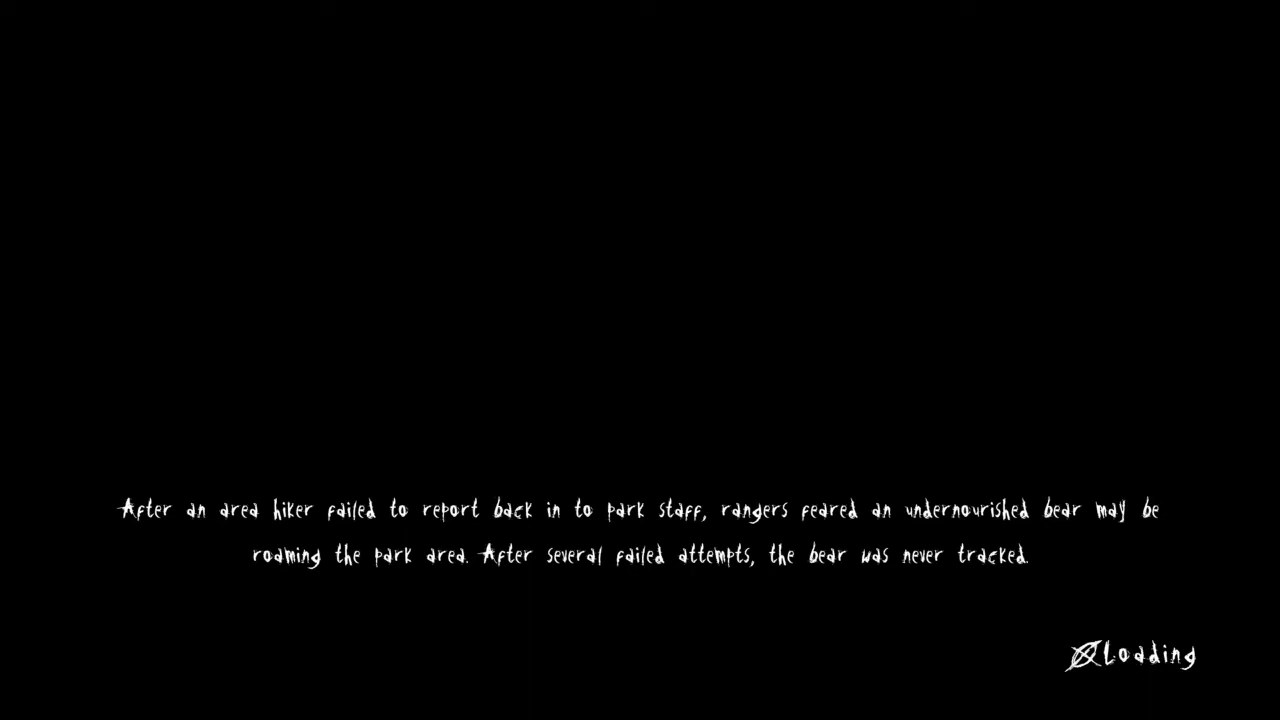 After an area hiker failed to report back in to park staff, rangers feared an undernourished bear may be
roaming the park area. After several failed attempts, the bear was never tracked.
Loading